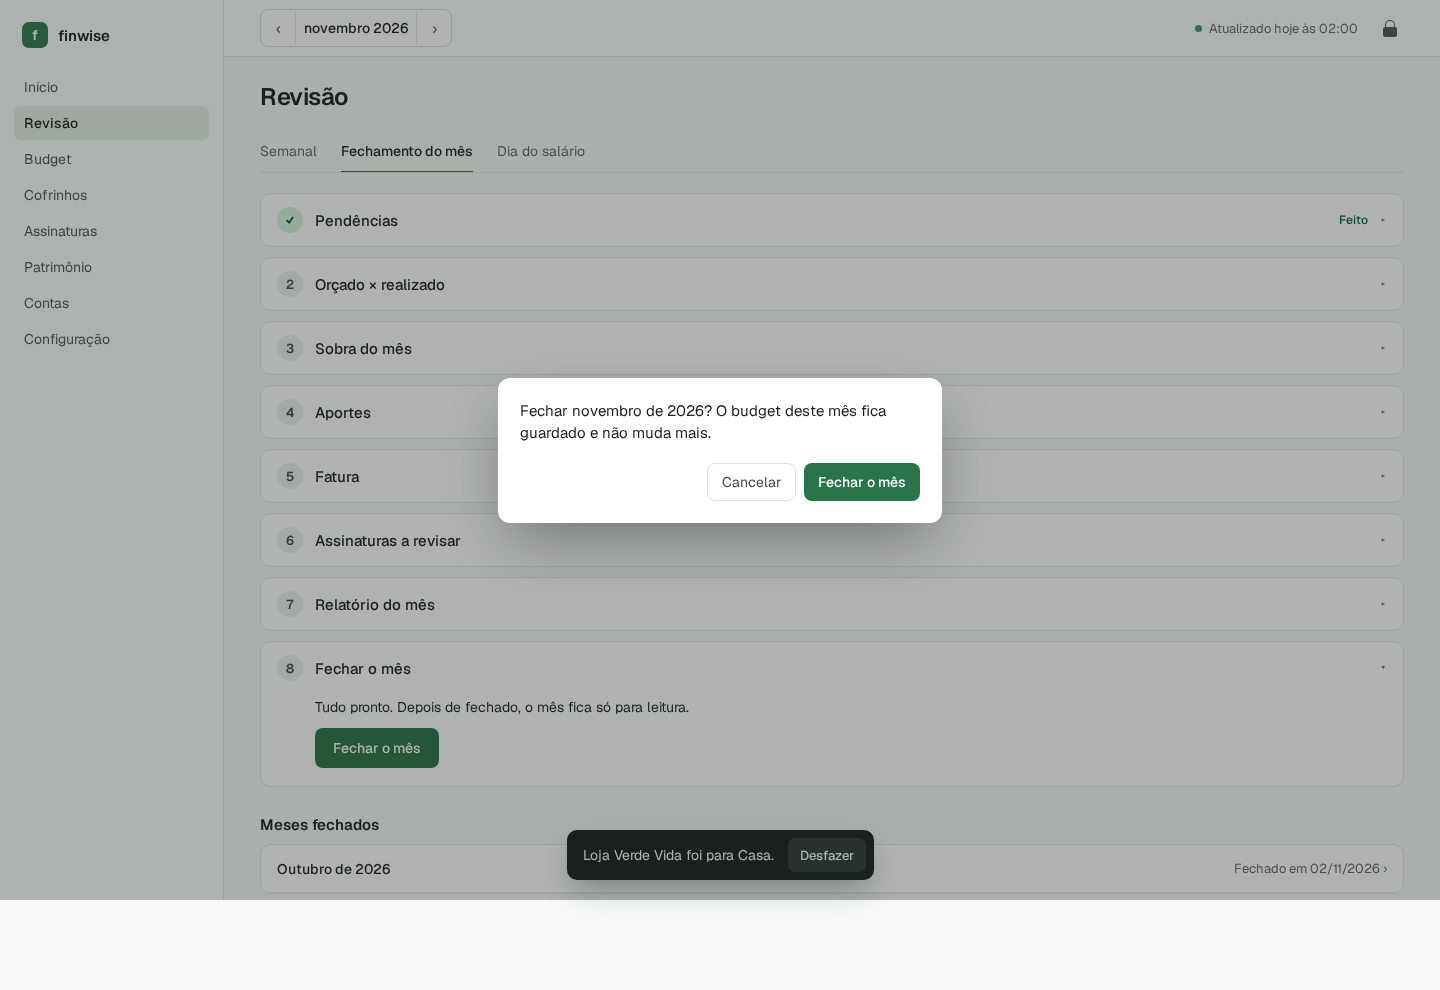 f finwise
Início
Revisão
Budget
Cofrinhos
Assinaturas
Patrimônio
Contas
Configuração
‹ novembro 2026 ›
Atualizado hoje às 02:00
Revisão
Semanal Fechamento do mês Dia do salário
Pendências Feito
2 Orçado × realizado
3 Sobra do mês
4 Aportes
5 Fatura
6 Assinaturas a revisar
7 Relatório do mês
8 Fechar o mês
Tudo pronto. Depois de fechado, o mês fica só para leitura.
Fechar o mês
Fechar novembro de 2026? O budget deste mês fica
guardado e não muda mais.
Cancelar Fechar o mês
Meses fechados
Outubro de 2026 Fechado em 02/11/2026 ›
Loja Verde Vida foi para Casa. Desfazer